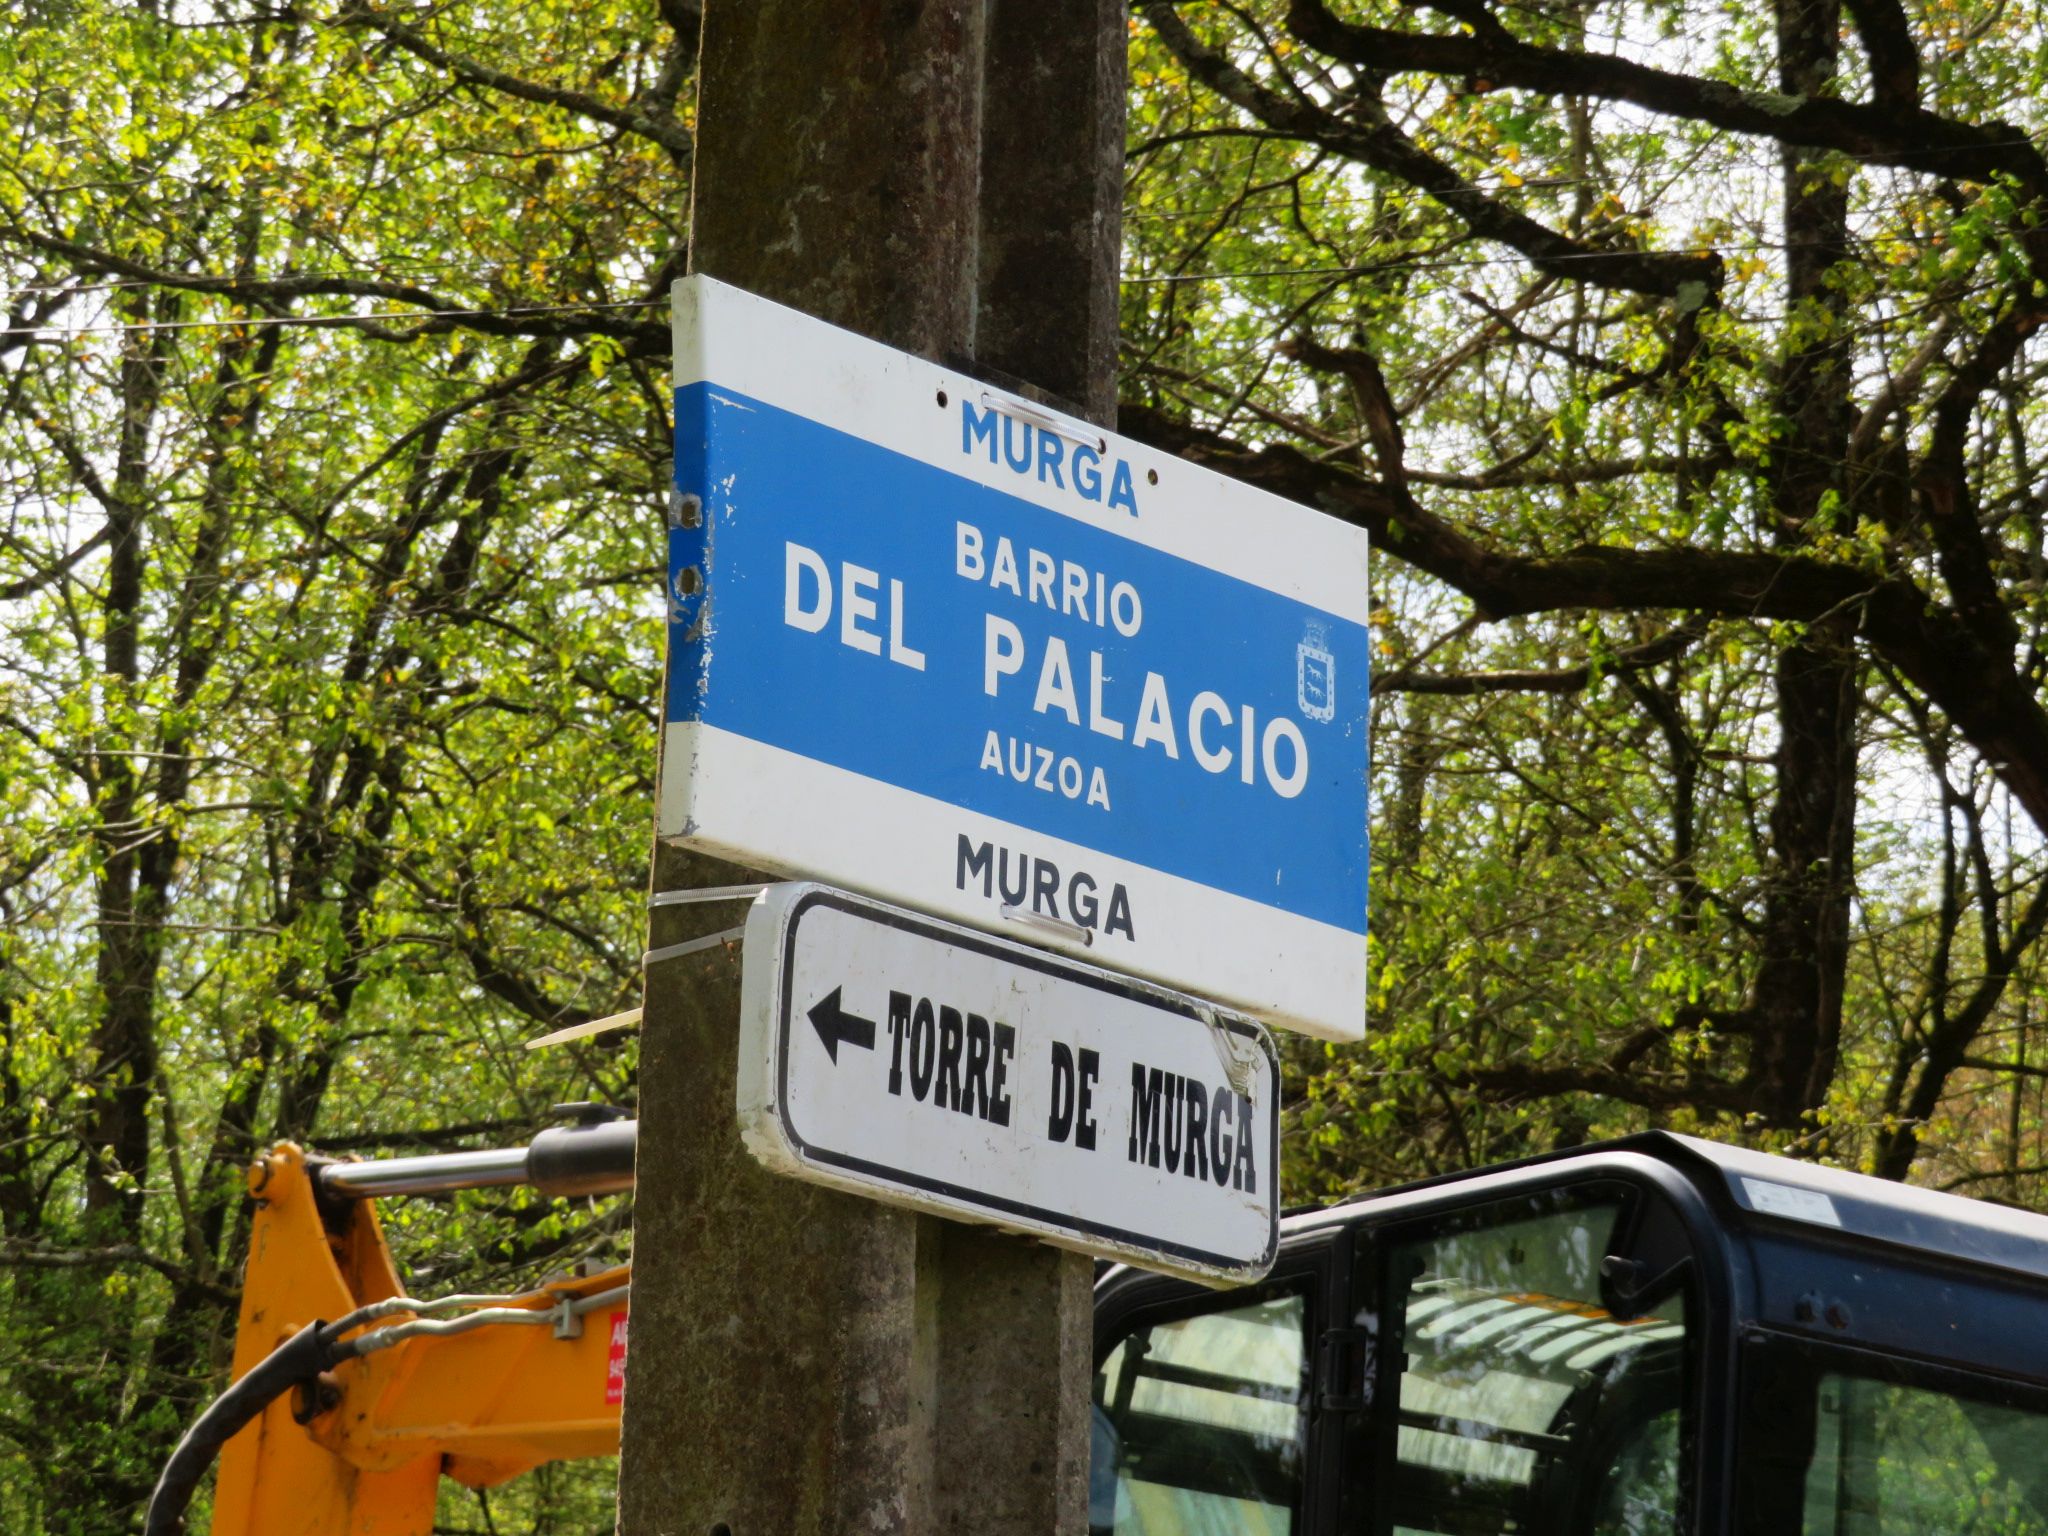 MURGA
BARRIO
DEL PALACIO
AUZOA
MURGA
TORRE DE MURGA